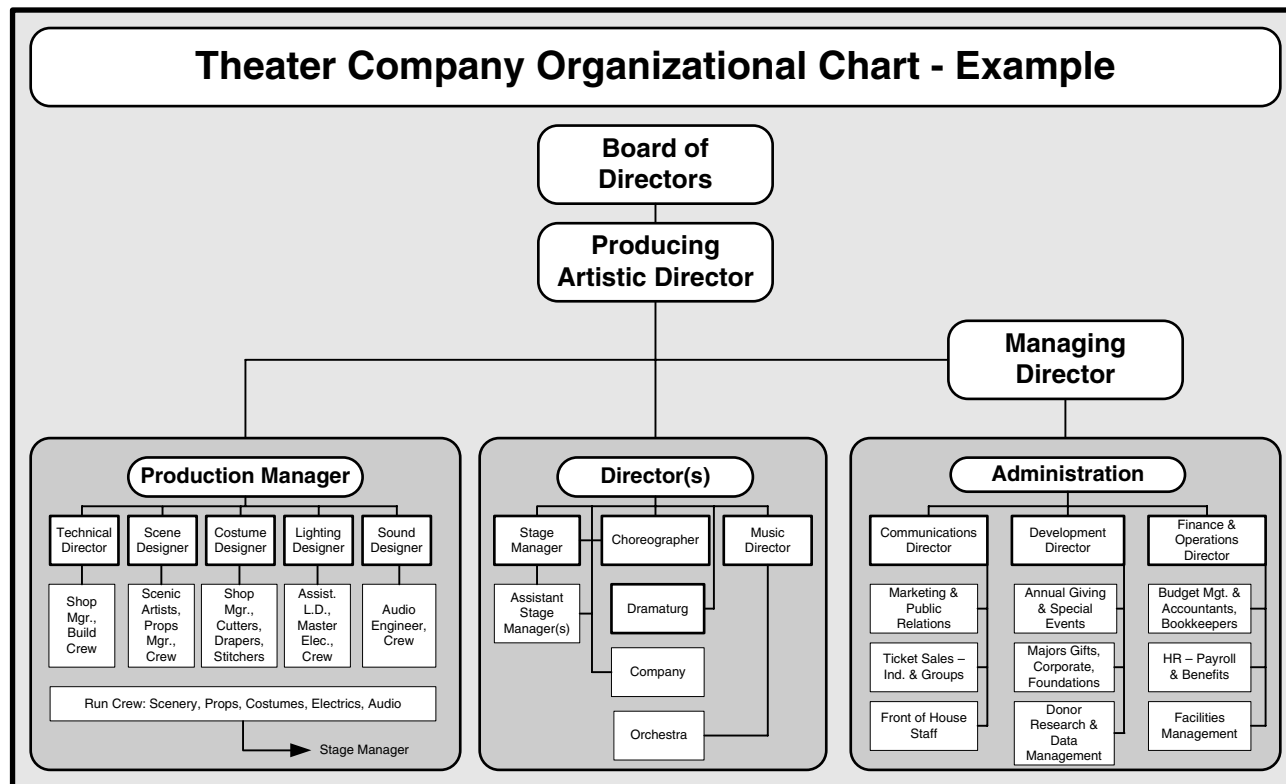 Theater Company Organizational Chart - Example
Board of
Directors
Producing
Artistic Director
Managing
Director
Production Manager
Technical
Director
Scene
Designer
Costume
Designer
Lighting
Designer
Sound
Designer
Shop
Mgr.,
Build
Crew
Scenic
Artists,
Props
Mgr.,
Crew
Shop
Mgr.,
Cutters,
Drapers,
Stitchers
Assist.
L.D.,
Master
Elec.,
Crew
Audio
Engineer,
Crew
Run Crew: Scenery, Props, Costumes, Electrics, Audio
Stage Manager
Director(s)
Stage
Manager
Choreographer
Music
Director
Assistant
Stage
Manager(s)
Dramaturg
Company
Orchestra
Administration
Communications
Director
Development
Director
Finance &
Operations
Director
Marketing &
Public
Relations
Annual Giving
& Special
Events
Budget Mgt. &
Accountants,
Bookkeepers
Ticket Sales –
Ind. & Groups
Majors Gifts,
Corporate,
Foundations
HR – Payroll
& Benefits
Front of House
Staff
Donor
Research &
Data
Management
Facilities
Management